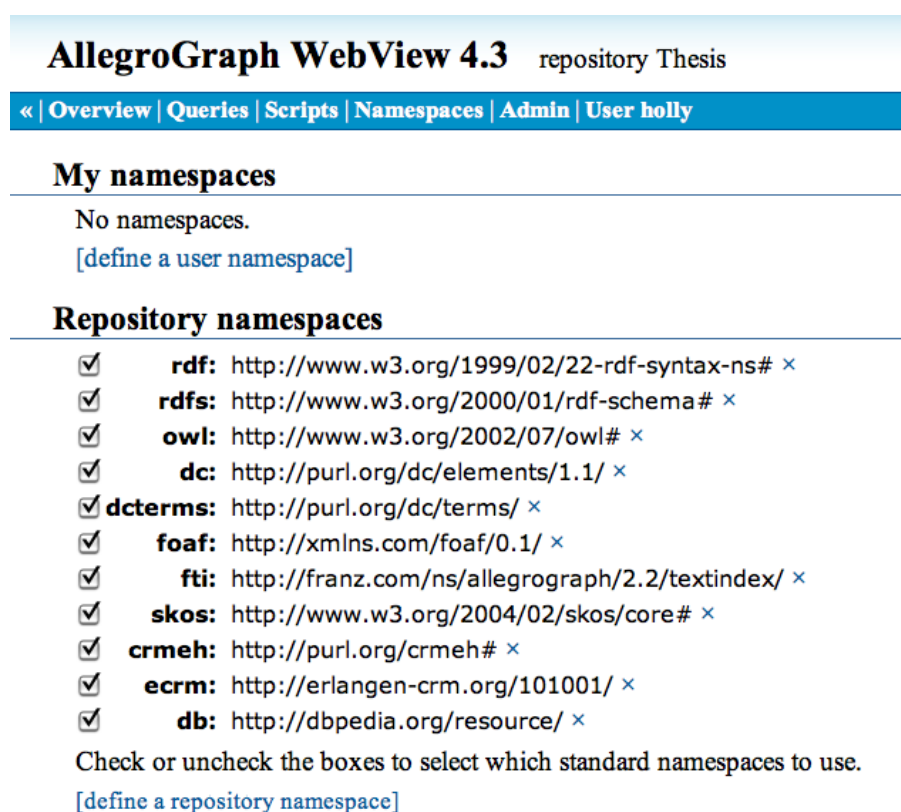 AllegroGraph WebView 4.3 repository Thesis
« | Overview | Queries | Scripts | Namespaces | Admin | User holly
My namespaces
No namespaces.
[define a user namespace]
Repository namespaces
rdf: http://www.w3.org/1999/02/22-rdf-syntax-ns# ×
rdfs: http://www.w3.org/2000/01/rdf-schema# ×
owl: http://www.w3.org/2002/07/owl# ×
dc: http://purl.org/dc/elements/1.1/ ×
dcterms: http://purl.org/dc/terms/ ×
foaf: http://xmlns.com/foaf/0.1/ ×
fti: http://franz.com/ns/allegrograph/2.2/textindex/ ×
skos: http://www.w3.org/2004/02/skos/core# ×
crmeh: http://purl.org/crmeh# ×
ecrm: http://erlangen-crm.org/101001/ ×
db: http://dbpedia.org/resource/ ×
Check or uncheck the boxes to select which standard namespaces to use.
[define a repository namespace]